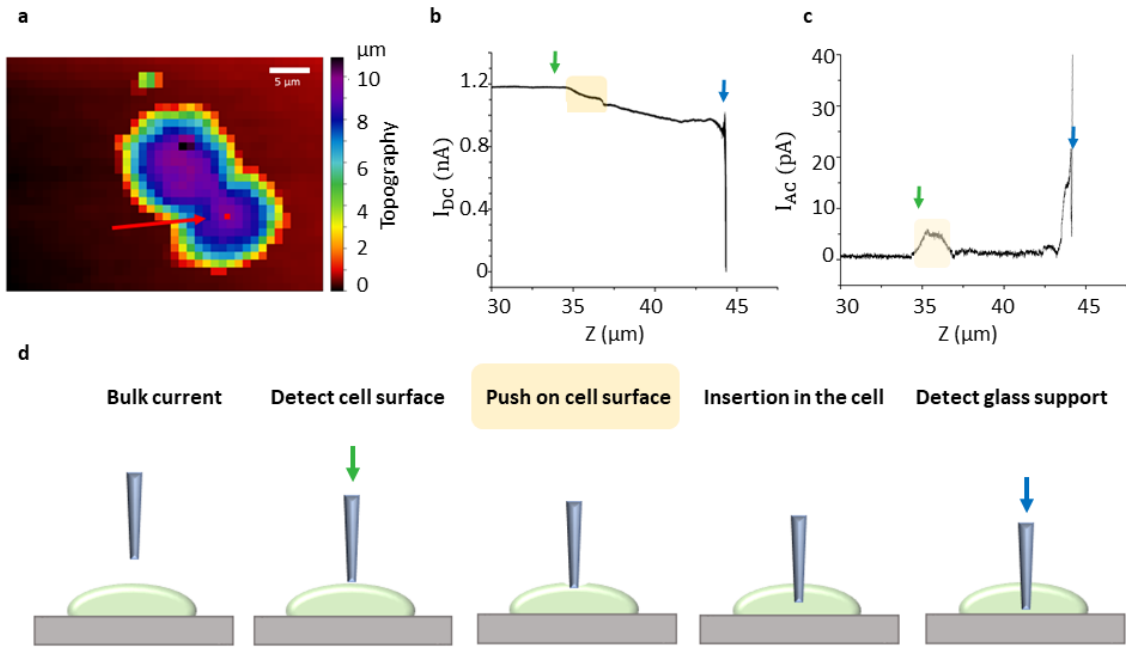 a
µm
10
8
6
4
2
0
Topography
5 µm
b
1.2
0.8
0.4
0
I_DC (nA)
30
35
40
45
Z (µm)
c
40
30
20
10
0
I_AC (pA)
30
35
40
45
Z (µm)
d
Bulk current
Detect cell surface
Push on cell surface
Insertion in the cell
Detect glass support